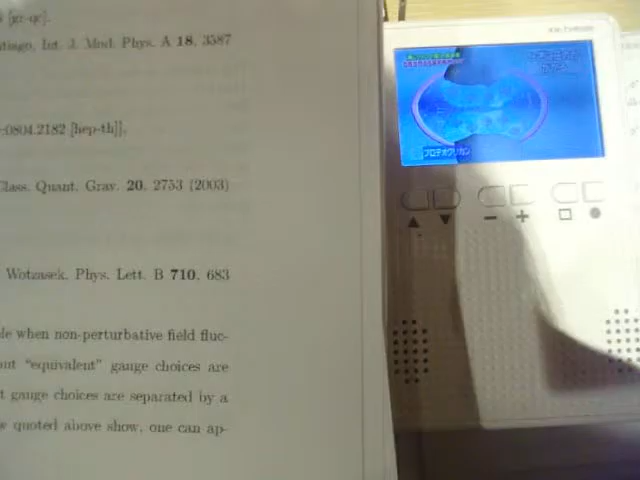 [gr-qc].
ntiago, Int. J. Mod. Phys. A 18, 3587
:0804.2182 [hep-th]].
Class. Quant. Grav. 20, 2753 (2003)
Wotzasek, Phys. Lett. B 710, 683
le when non-perturbative field fluc-
out "equivalent" gauge choices are
t gauge choices are separated by a
quoted above show, one can ap-
プロテオグリカン